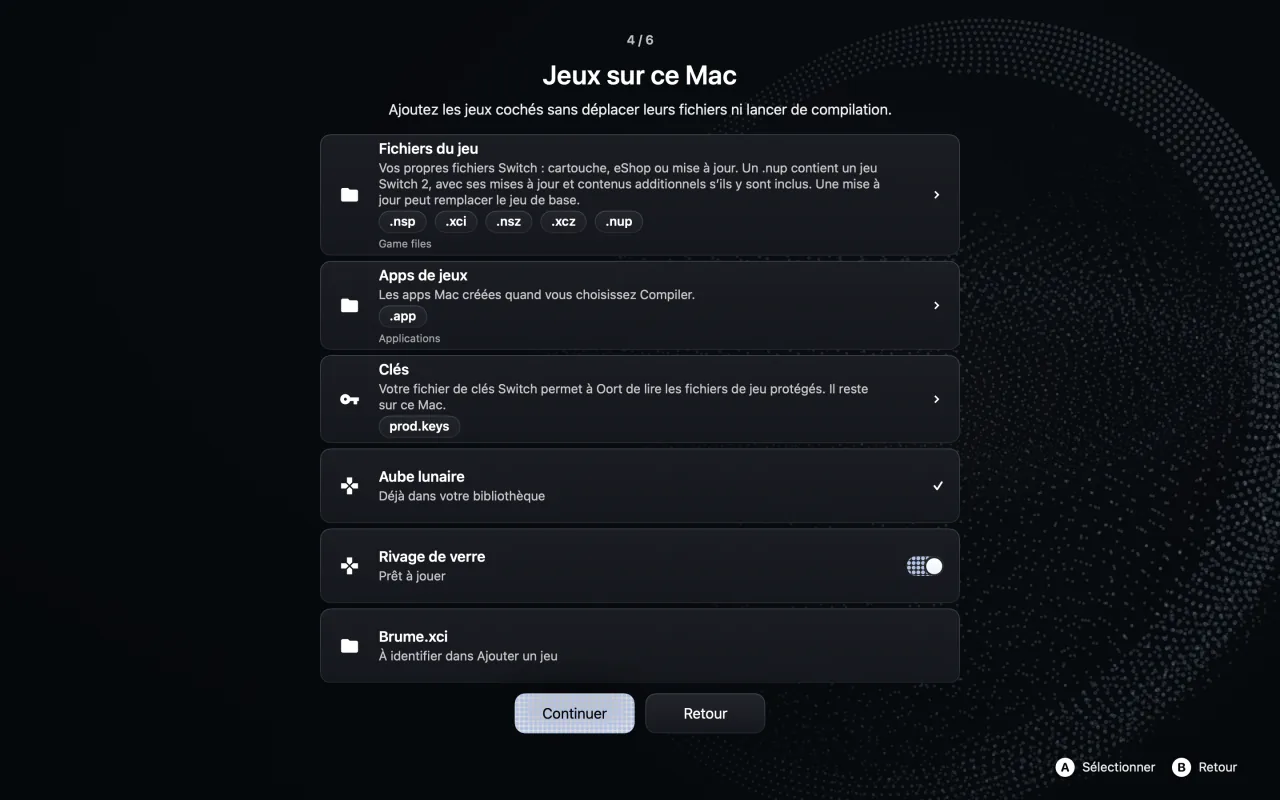 4 / 6
Jeux sur ce Mac
Ajoutez les jeux cochés sans déplacer leurs fichiers ni lancer de compilation.
Fichiers du jeu
Vos propres fichiers Switch : cartouche, eShop ou mise à jour. Un .nup contient un jeu
Switch 2, avec ses mises à jour et contenus additionnels s’ils y sont inclus. Une mise à
jour peut remplacer le jeu de base.
.nsp .xci .nsz .xcz .nup
Game files
Apps de jeux
Les apps Mac créées quand vous choisissez Compiler.
.app
Applications
Clés
Votre fichier de clés Switch permet à Oort de lire les fichiers de jeu protégés. Il reste
sur ce Mac.
prod.keys
Aube lunaire
Déjà dans votre bibliothèque
Rivage de verre
Prêt à jouer
Brume.xci
À identifier dans Ajouter un jeu
Continuer Retour
A Sélectionner B Retour